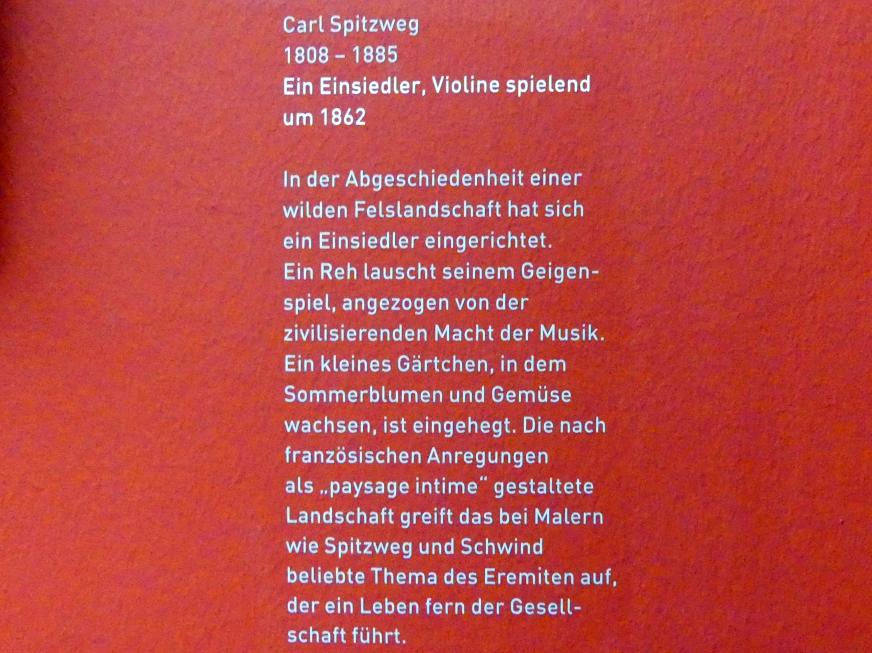 Carl Spitzweg
1808 – 1885
Ein Einsiedler, Violine spielend
um 1862
In der Abgeschiedenheit einer
wilden Felslandschaft hat sich
ein Einsiedler eingerichtet.
Ein Reh lauscht seinem Geigen-
spiel, angezogen von der
zivilisierenden Macht der Musik.
Ein kleines Gärtchen, in dem
Sommerblumen und Gemüse
wachsen, ist eingehegt. Die nach
französischen Anregungen
als „paysage intime“ gestaltete
Landschaft greift das bei Malern
wie Spitzweg und Schwind
beliebte Thema des Eremiten auf,
der ein Leben fern der Gesell-
schaft führt.